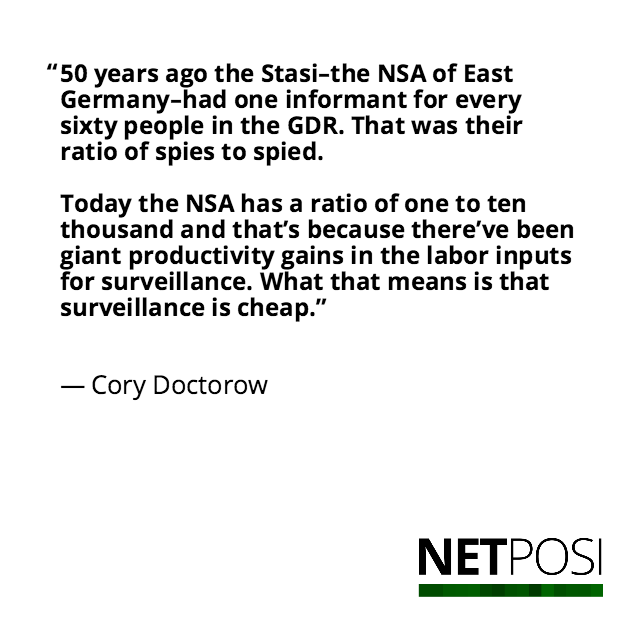 “50 years ago the Stasi–the NSA of East
Germany–had one informant for every
sixty people in the GDR. That was their
ratio of spies to spied.
Today the NSA has a ratio of one to ten
thousand and that’s because there’ve been
giant productivity gains in the labor inputs
for surveillance. What that means is that
surveillance is cheap.”
— Cory Doctorow
NETPOSI